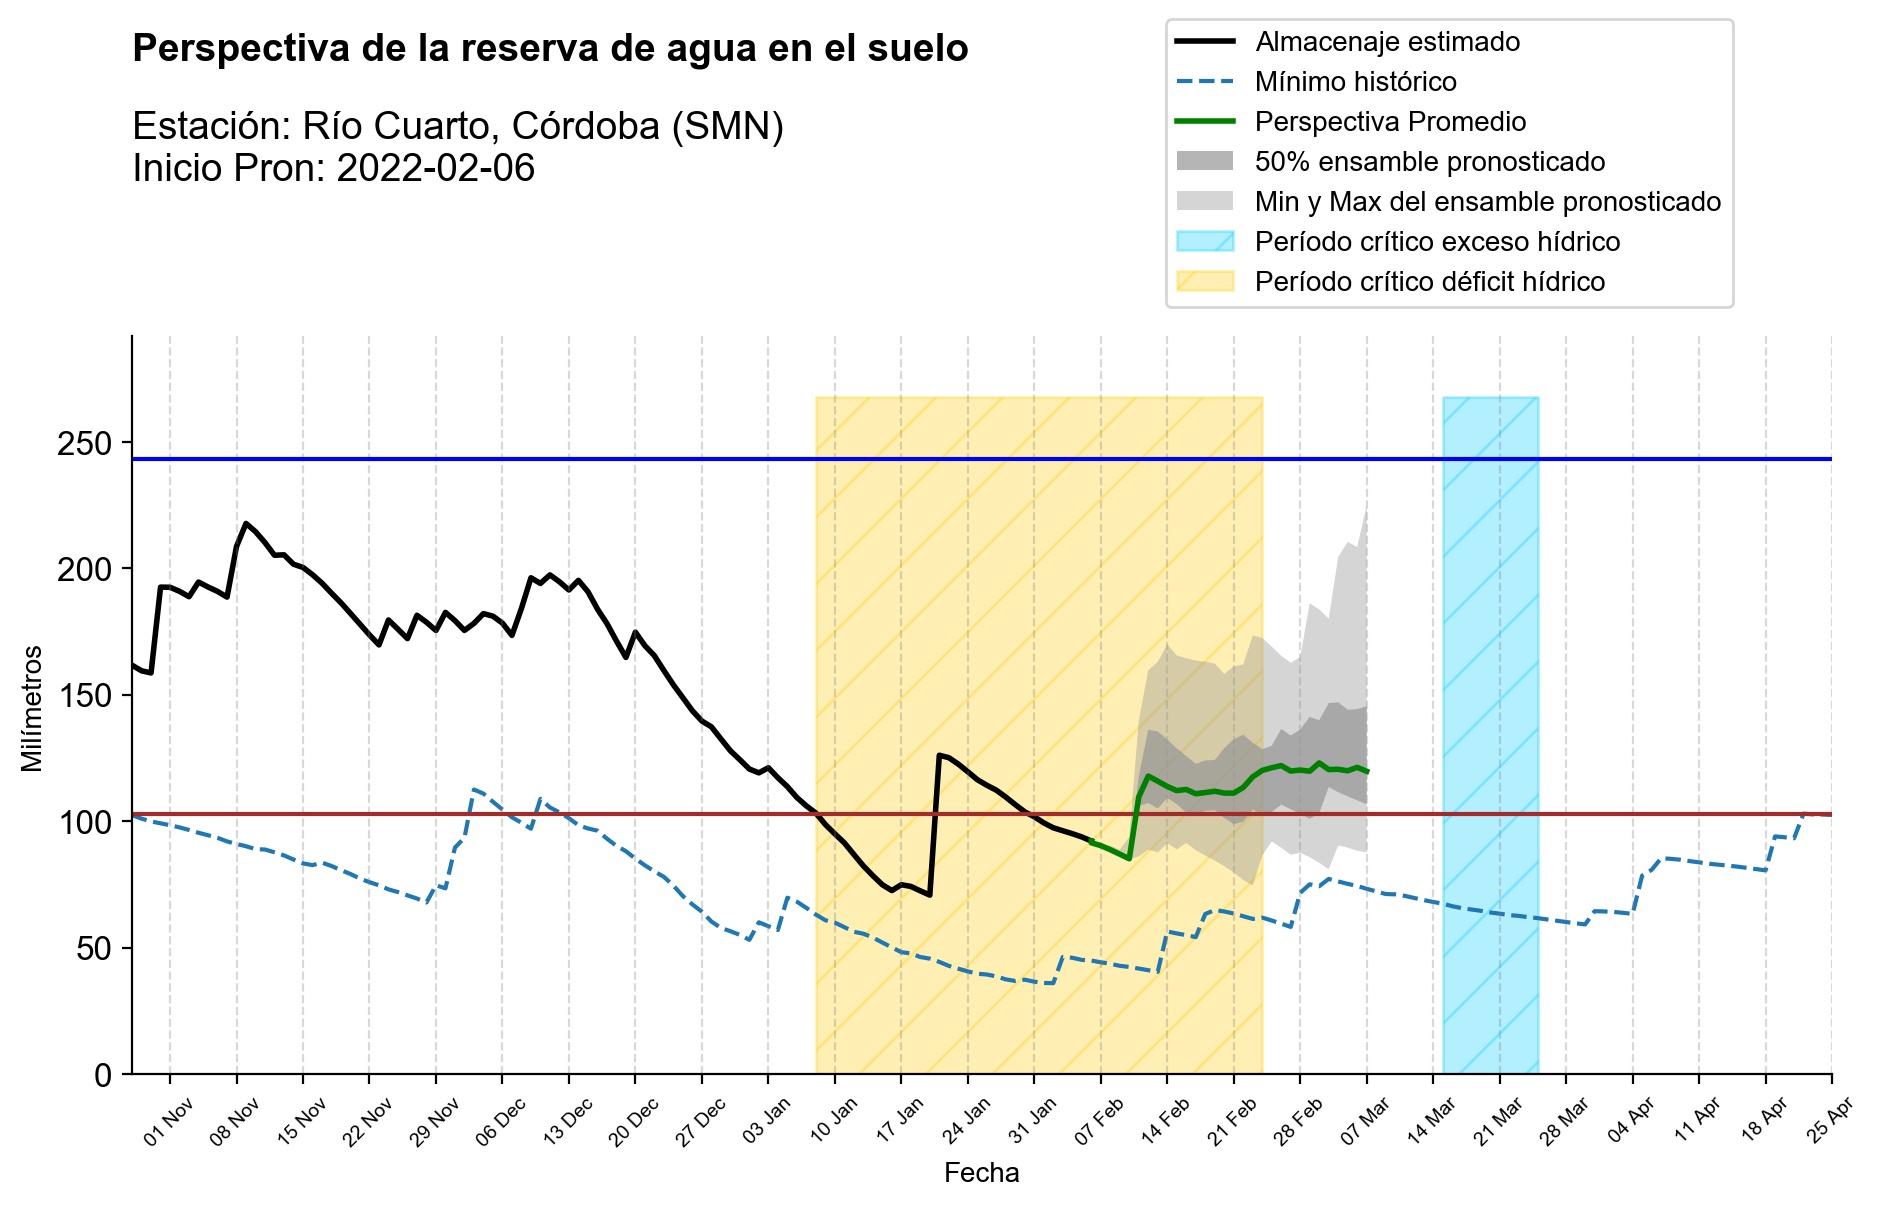 Perspectiva de la reserva de agua en el suelo
Estación: Río Cuarto, Córdoba (SMN)
Inicio Pron: 2022-02-06
Almacenaje estimado
Mínimo histórico
Perspectiva Promedio
50% ensamble pronosticado
Min y Max del ensamble pronosticado
Período crítico exceso hídrico
Período crítico déficit hídrico
Milímetros
250
200
150
100
50
0
01 Nov
08 Nov
15 Nov
22 Nov
29 Nov
06 Dec
13 Dec
20 Dec
27 Dec
03 Jan
10 Jan
17 Jan
24 Jan
31 Jan
07 Feb
14 Feb
21 Feb
28 Feb
07 Mar
14 Mar
21 Mar
28 Mar
04 Apr
11 Apr
18 Apr
25 Apr
Fecha